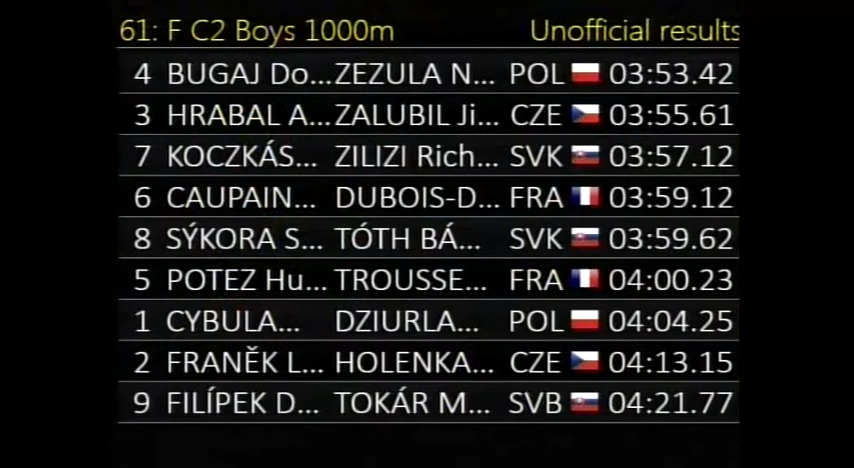 61: F C2 Boys 1000m Unofficial results
4 BUGAJ Do... ZEZULA N... POL 03:53.42
3 HRABAL A... ZALUBIL Ji... CZE 03:55.61
7 KOCZKÁS... ZILIZI Rich... SVK 03:57.12
6 CAUPAIN... DUBOIS-D... FRA 03:59.12
8 SÝKORA S... TÓTH BÁ... SVK 03:59.62
5 POTEZ Hu... TROUSSE... FRA 04:00.23
1 CYBULA... DZIURLA... POL 04:04.25
2 FRANĚK L... HOLENKA... CZE 04:13.15
9 FILÍPEK D... TOKÁR M... SVB 04:21.77